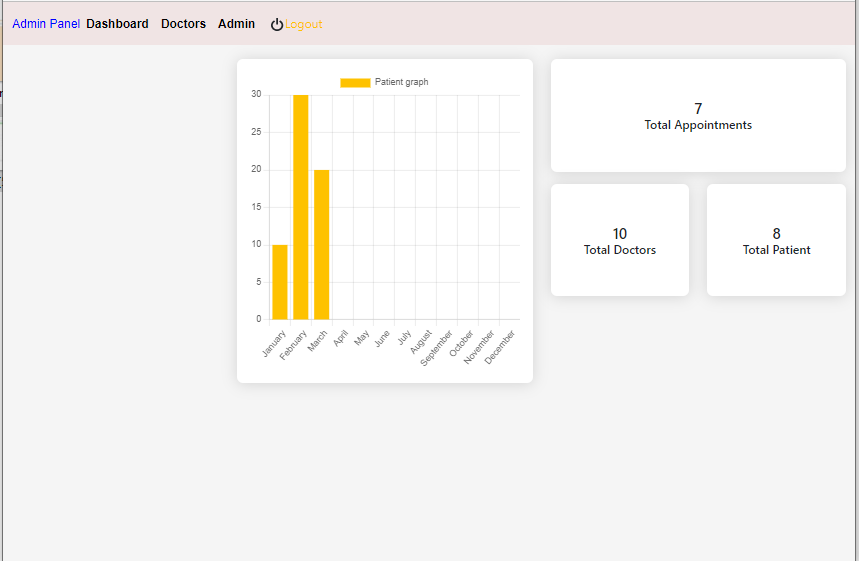 Admin Panel Dashboard Doctors Admin Logout
Patient graph
30
25
20
15
10
5
0
January February March April May June July August September October November December
7
Total Appointments
10
Total Doctors
8
Total Patient